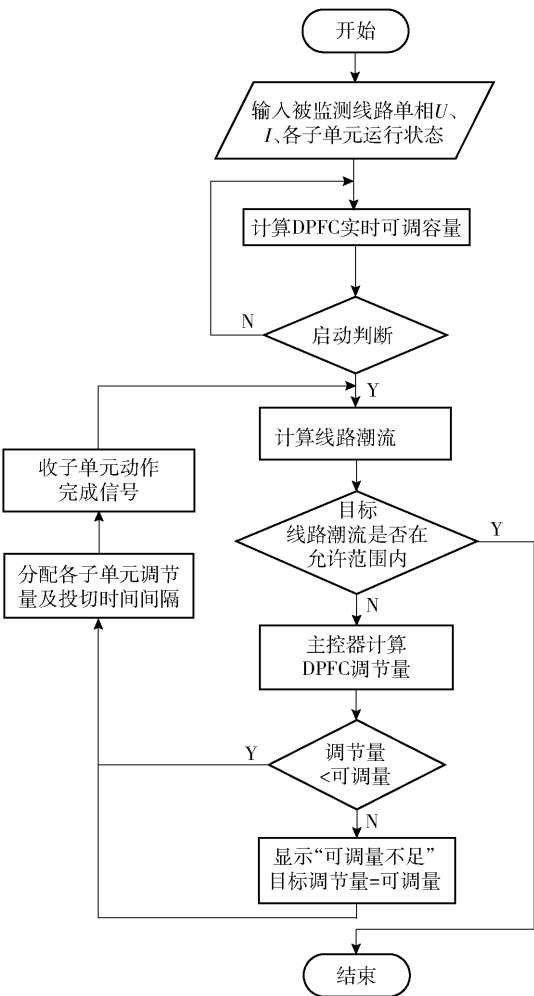 开始
输入被监测线路单相U、
I、各子单元运行状态
计算DPFC实时可调容量
N
启动判断
Y
计算线路潮流
收子单元动作
完成信号
目标
线路潮流是否在
允许范围内
Y
分配各子单元调节
量及投切时间间隔
N
主控器计算
DPFC调节量
Y
调节量
<可调量
N
显示“可调量不足”
目标调节量=可调量
结束